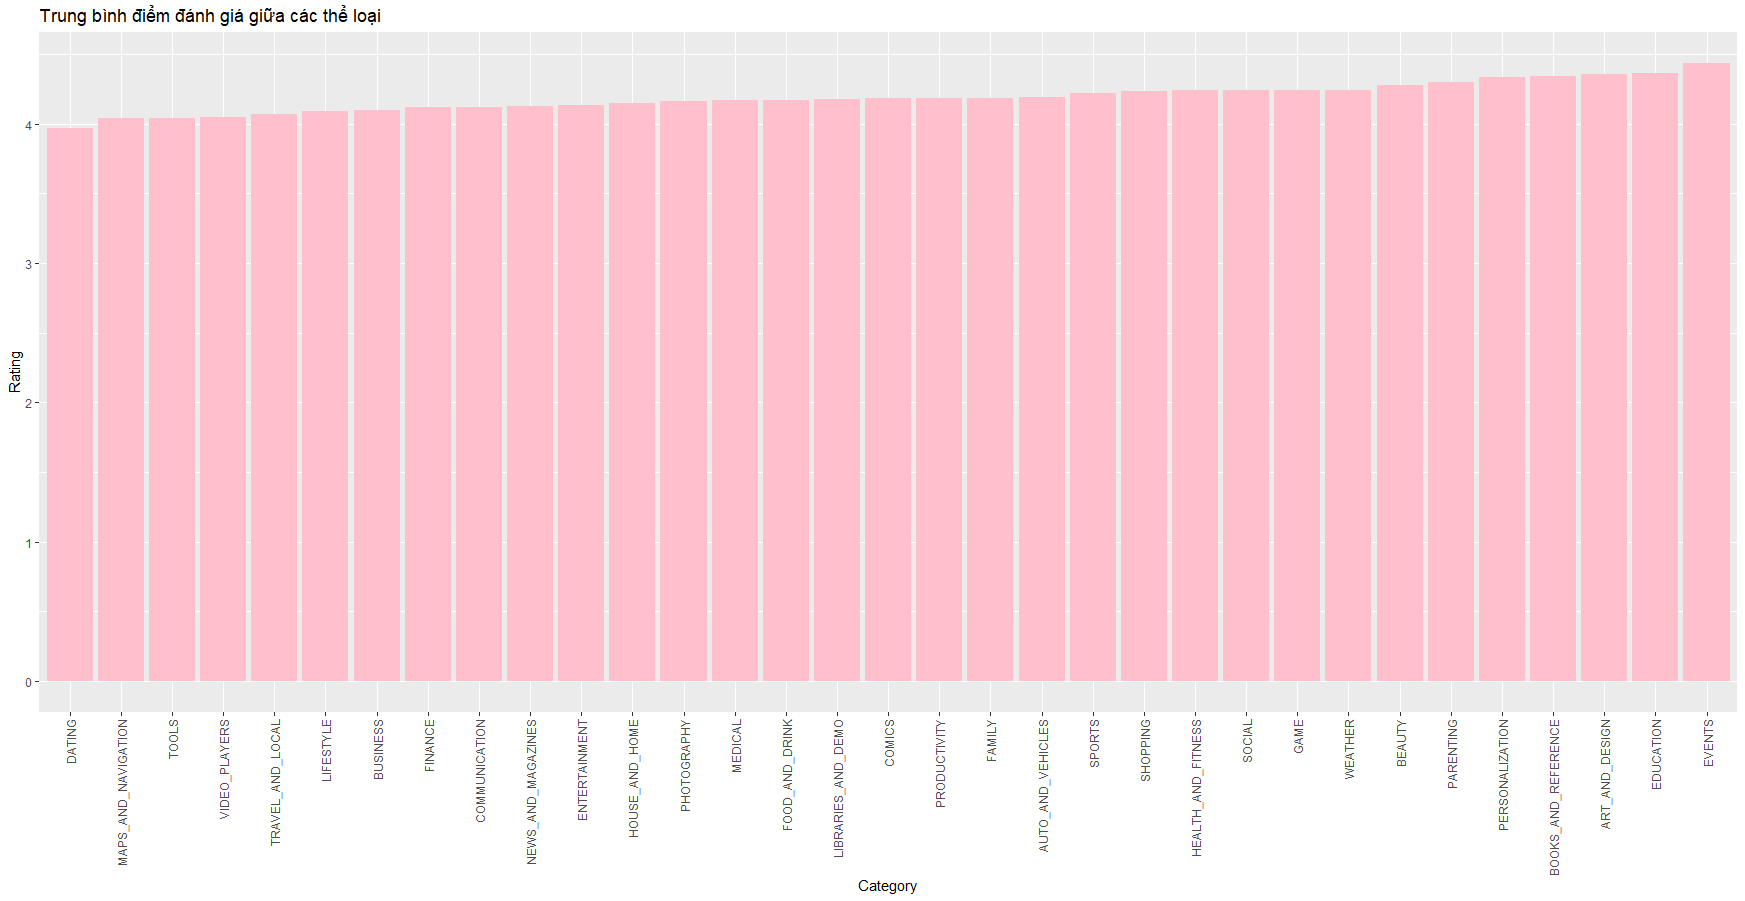 Trung bình điểm đánh giá giữa các thể loại
Rating
4
3
2
1
0
DATING
MAPS_AND_NAVIGATION
TOOLS
VIDEO_PLAYERS
TRAVEL_AND_LOCAL
LIFESTYLE
BUSINESS
FINANCE
COMMUNICATION
NEWS_AND_MAGAZINES
ENTERTAINMENT
HOUSE_AND_HOME
PHOTOGRAPHY
MEDICAL
FOOD_AND_DRINK
LIBRARIES_AND_DEMO
COMICS
PRODUCTIVITY
FAMILY
AUTO_AND_VEHICLES
SPORTS
SHOPPING
HEALTH_AND_FITNESS
SOCIAL
GAME
WEATHER
BEAUTY
PARENTING
PERSONALIZATION
BOOKS_AND_REFERENCE
ART_AND_DESIGN
EDUCATION
EVENTS
Category